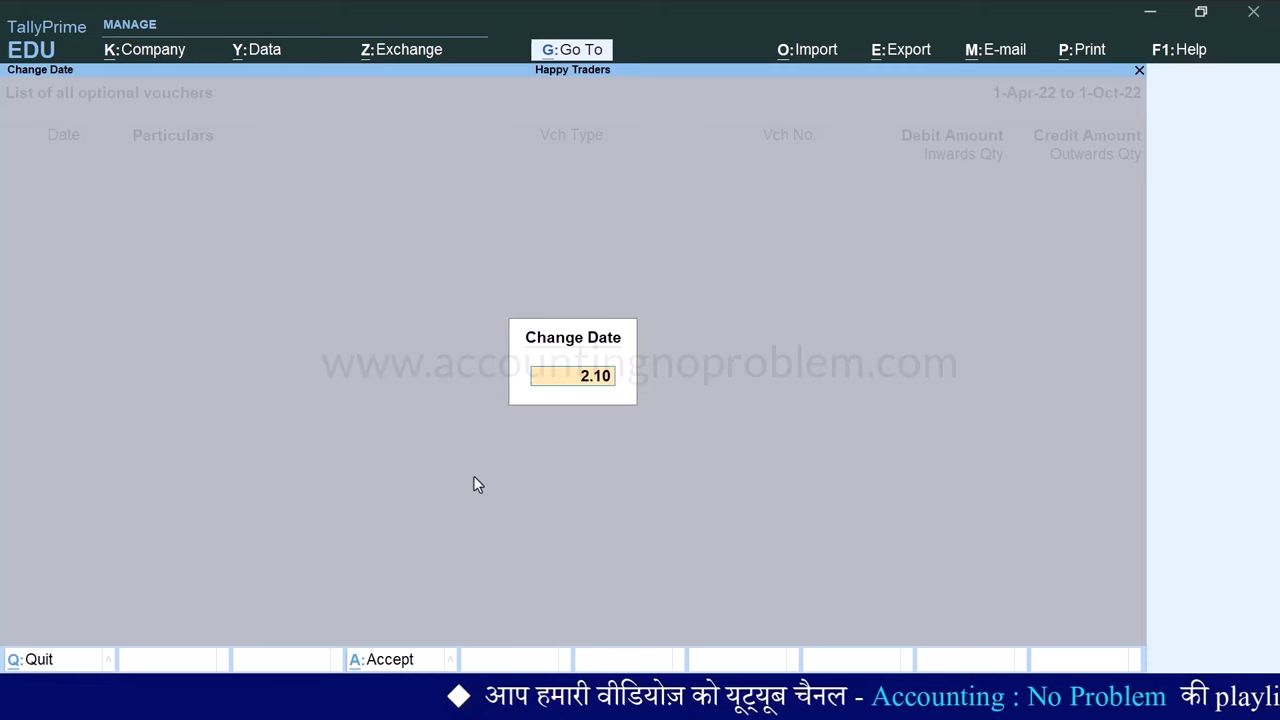 TallyPrime MANAGE
EDU K:Company Y:Data Z:Exchange G:Go To O:Import E:Export M:E-mail P:Print F1:Help
Change Date Happy Traders
List of all optional vouchers 1-Apr-22 to 1-Oct-22
Date Particulars Vch Type Vch No. Debit Amount Credit Amount
Inwards Qty Outwards Qty
Change Date
www.accountingnoproblem.com
2.10
Q:Quit A:Accept
◆ आप हमारी वीडियोज़ को यूट्यूब चैनल - Accounting : No Problem की playli